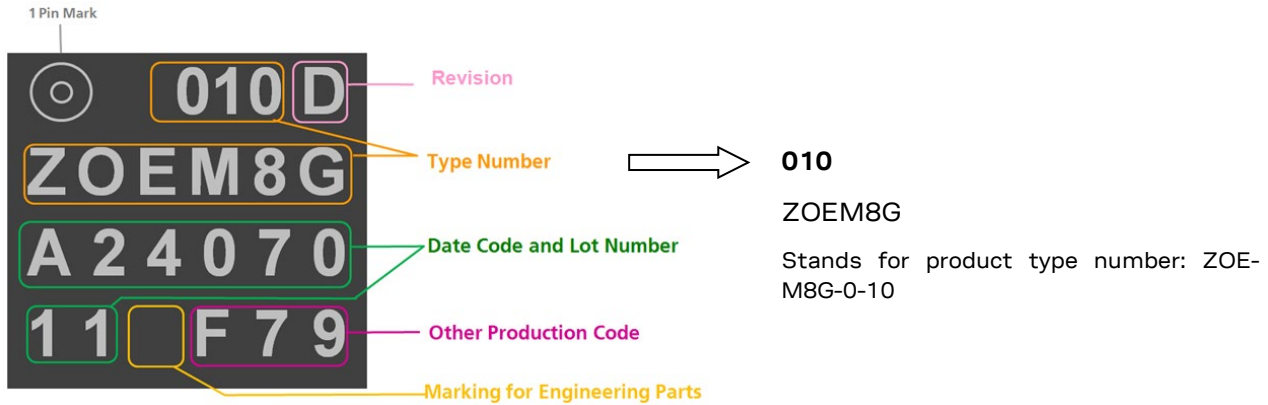 1 Pin Mark
010 D
Revision
ZOEM8G
Type Number
010
ZOEM8G
A24070
Date Code and Lot Number
Stands for product type number: ZOE-
M8G-0-10
11 F79
Other Production Code
Marking for Engineering Parts